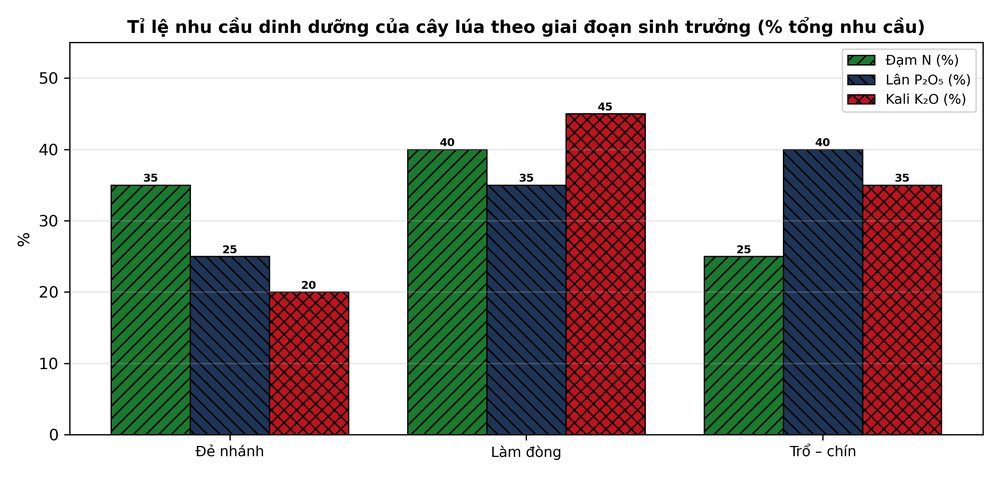 Tỉ lệ nhu cầu dinh dưỡng của cây lúa theo giai đoạn sinh trưởng (% tổng nhu cầu)
Đạm N (%)
Lân P₂O₅ (%)
Kali K₂O (%)
%
50
40
30
20
10
0
35
25
20
40
35
45
25
40
35
Đẻ nhánh
Làm đòng
Trổ – chín